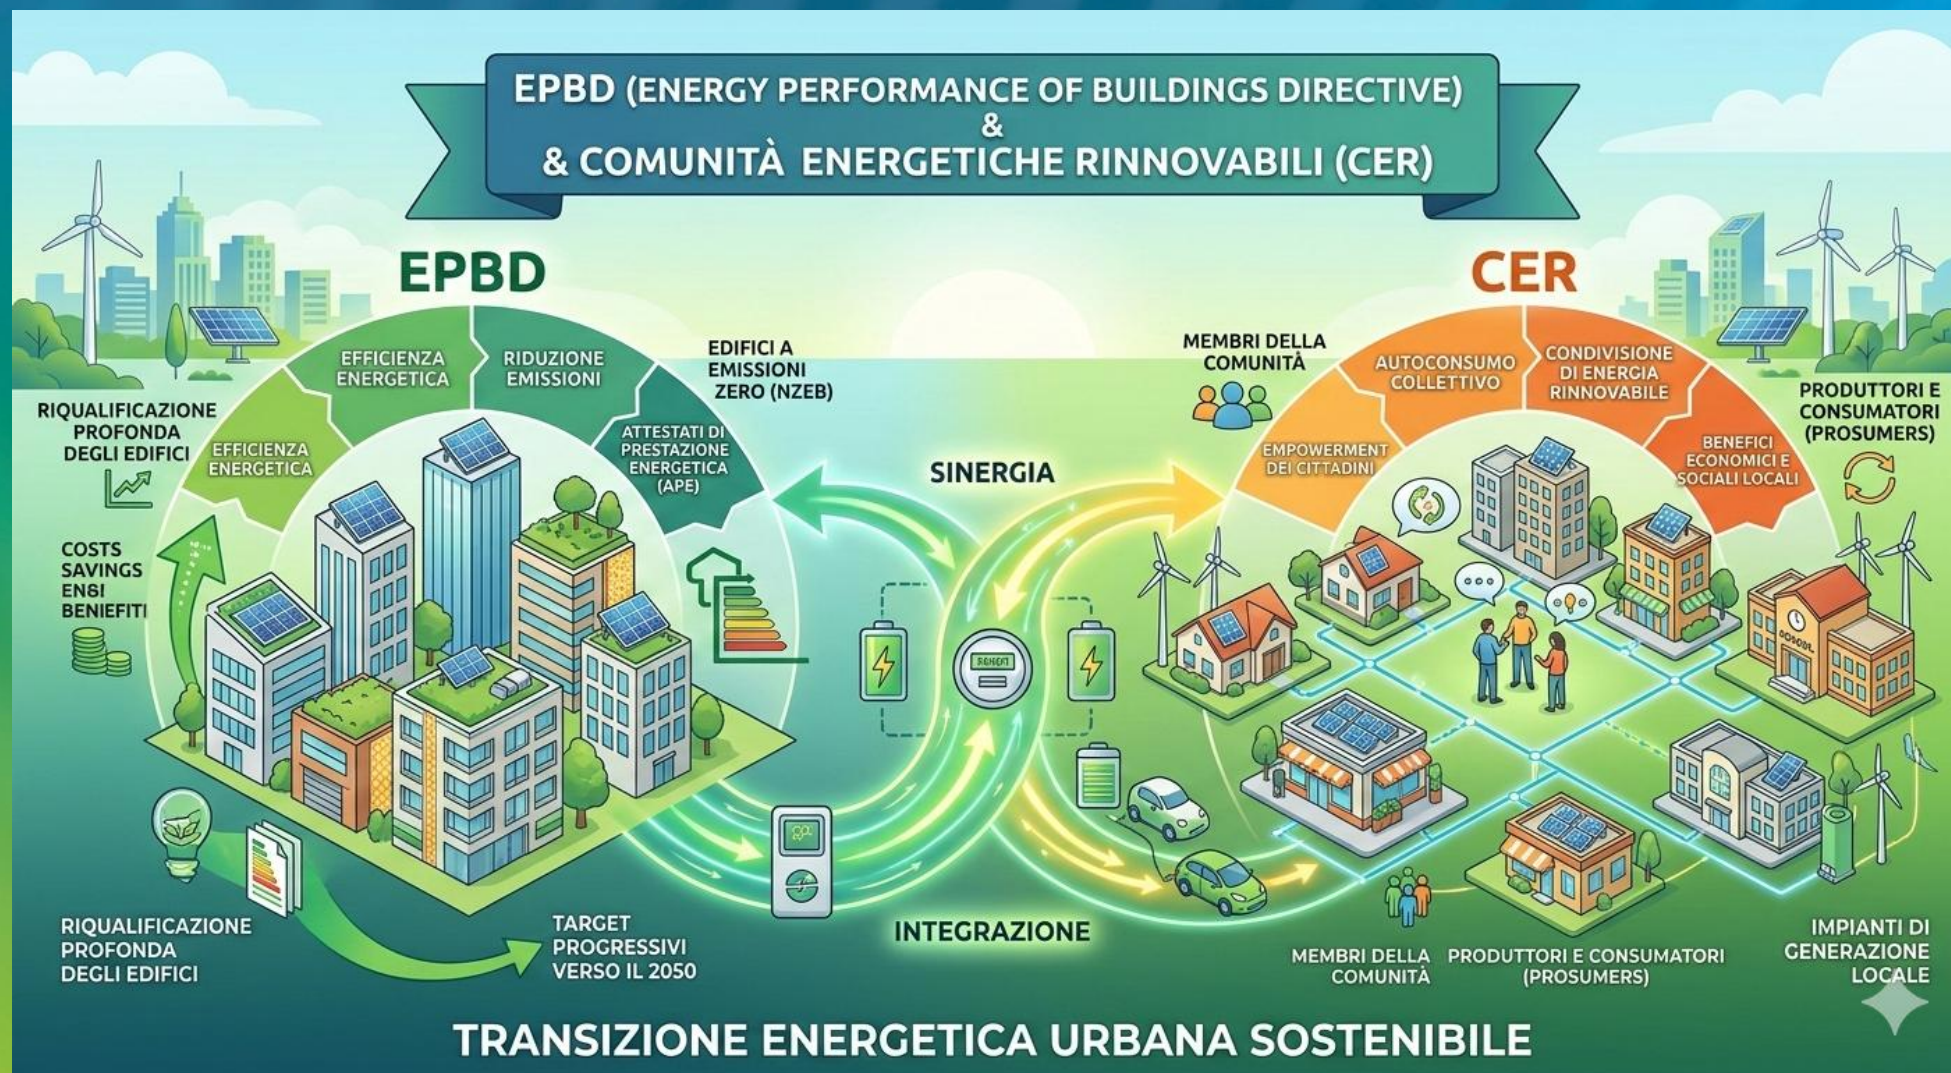 EPBD (ENERGY PERFORMANCE OF BUILDINGS DIRECTIVE)
&
& COMUNITÀ ENERGETICHE RINNOVABILI (CER)
EPBD
EFFICIENZA
ENERGETICA
RIDUZIONE
EMISSIONI
EDIFICI A
EMISSIONI
ZERO (NZEB)
RIQUALIFICAZIONE
PROFONDA
DEGLI EDIFICI
EFFICIENZA
ENERGETICA
ATTESTATI DI
PRESTAZIONE
ENERGETICA
(APE)
COSTS
SAVINGS
EN&I
BENIEFITI
RIQUALIFICAZIONE
PROFONDA
DEGLI EDIFICI
TARGET
PROGRESSIVI
VERSO IL 2050
SINERGIA
INTEGRAZIONE
CER
MEMBRI DELLA
COMUNITÀ
AUTOCONSUMO
COLLETTIVO
CONDIVISIONE
DI ENERGIA
RINNOVABILE
PRODUTTORI E
CONSUMATORI
(PROSUMERS)
EMPOWERMENT
DEI CITTADINI
BENEFICI
ECONOMICI E
SOCIALI LOCALI
MEMBRI DELLA
COMUNITÀ
PRODUTTORI E CONSUMATORI
(PROSUMERS)
IMPIANTI DI
GENERAZIONE
LOCALE
TRANSIZIONE ENERGETICA URBANA SOSTENIBILE